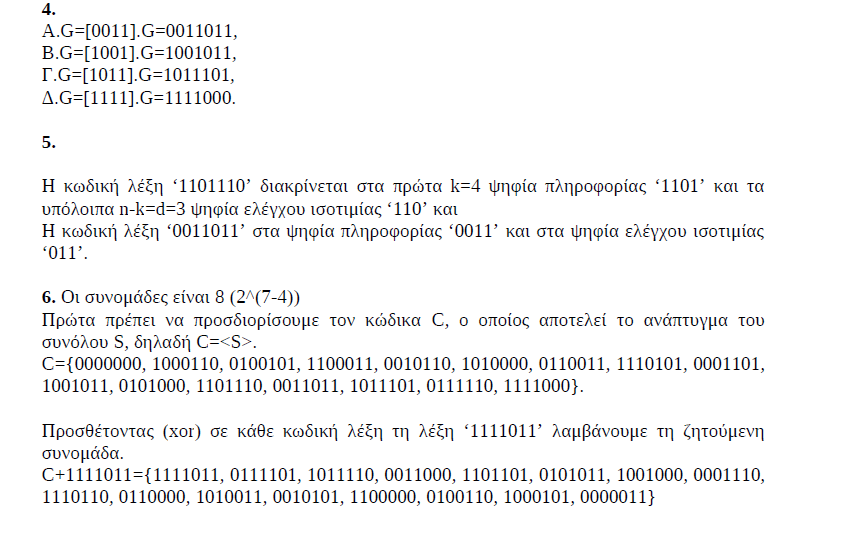 4.
Α.G=[0011].G=0011011,
Β.G=[1001].G=1001011,
Γ.G=[1011].G=1011101,
Δ.G=[1111].G=1111000.
5.
Η κωδική λέξη ‘1101110’ διακρίνεται στα πρώτα k=4 ψηφία πληροφορίας ‘1101’ και τα
υπόλοιπα n-k=d=3 ψηφία ελέγχου ισοτιμίας ‘110’ και
Η κωδική λέξη ‘0011011’ στα ψηφία πληροφορίας ‘0011’ και στα ψηφία ελέγχου ισοτιμίας
‘011’.
6. Οι συνομάδες είναι 8 (2^(7-4))
Πρώτα πρέπει να προσδιορίσουμε τον κώδικα C, ο οποίος αποτελεί το ανάπτυγμα του
συνόλου S, δηλαδή C=<S>.
C={0000000, 1000110, 0100101, 1100011, 0010110, 1010000, 0110011, 1110101, 0001101,
1001011, 0101000, 1101110, 0011011, 1011101, 0111110, 1111000}.
Προσθέτοντας (xor) σε κάθε κωδική λέξη τη λέξη ‘1111011’ λαμβάνουμε τη ζητούμενη
συνομάδα.
C+1111011={1111011, 0111101, 1011110, 0011000, 1101101, 0101011, 1001000, 0001110,
1110110, 0110000, 1010011, 0010101, 1100000, 0100110, 1000101, 0000011}